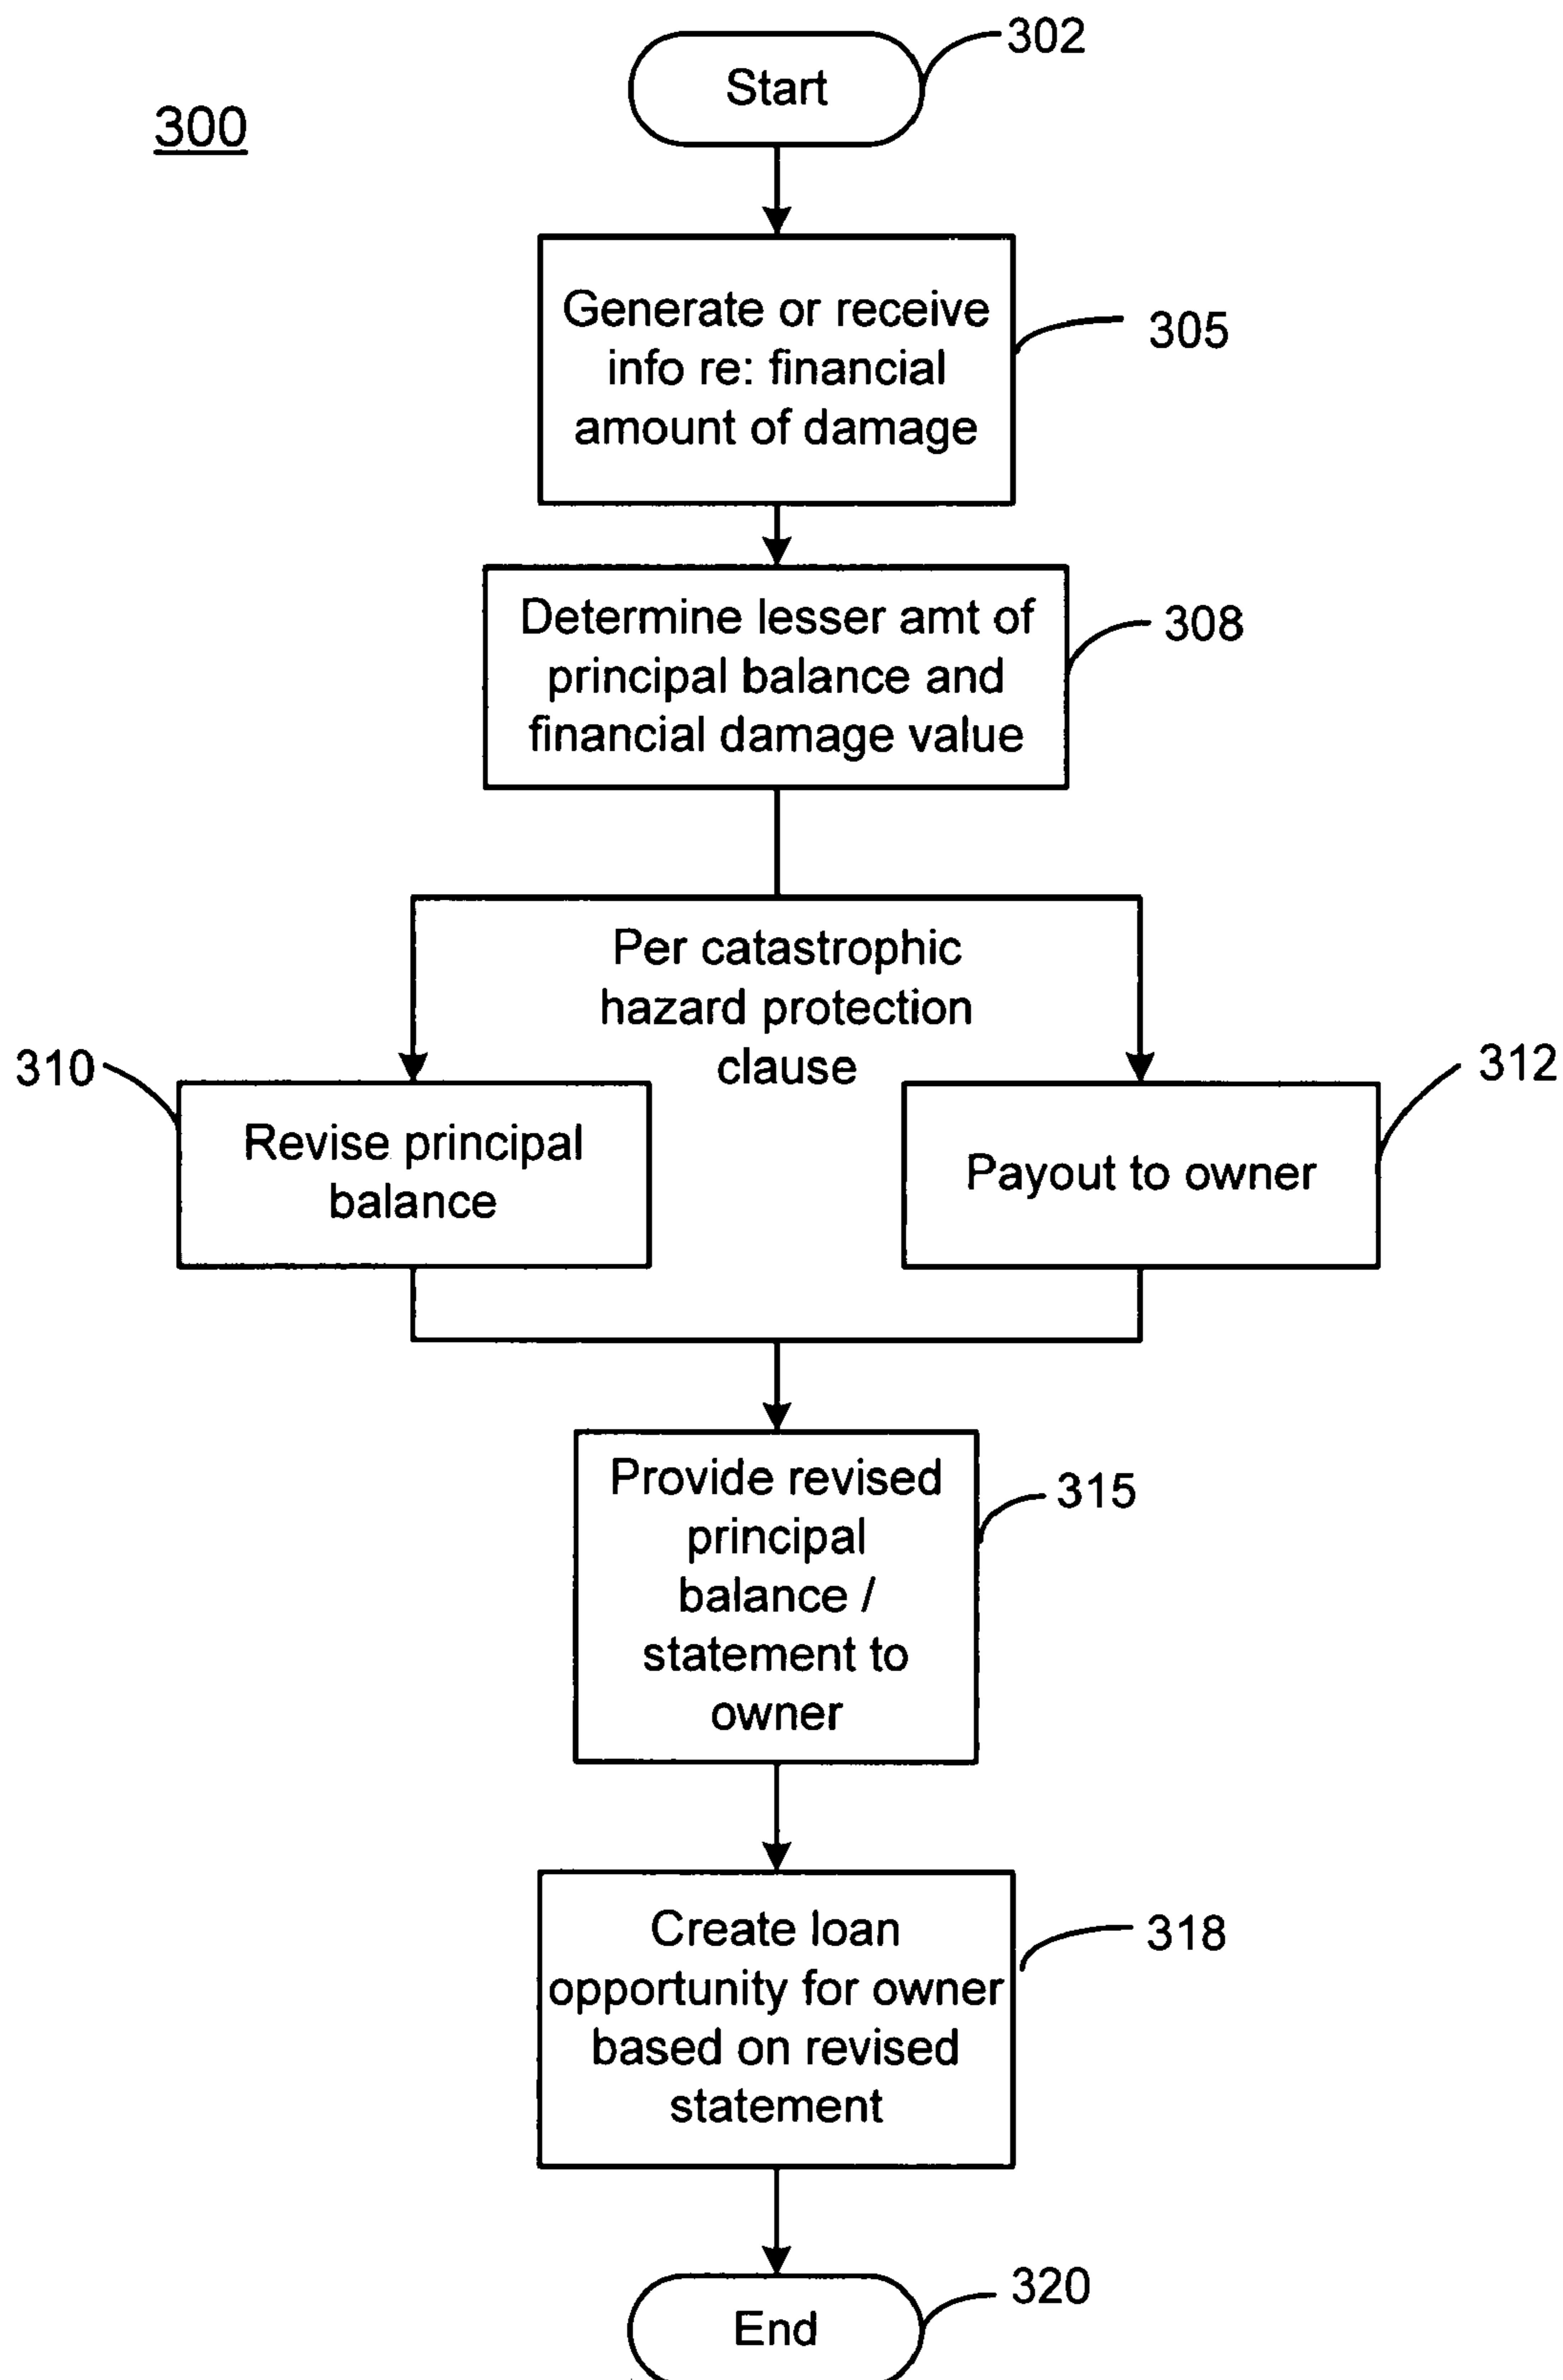 302
Start
300
Generate or receive
info re: financial
amount of damage
305
Determine lesser amt of
principal balance and
financial damage value
308
Per catastrophic
hazard protection
clause
310
312
Revise principal
balance
Payout to owner
Provide revised
principal
balance /
statement to
owner
315
Create loan
opportunity for owner
based on revised
statement
318
End
320